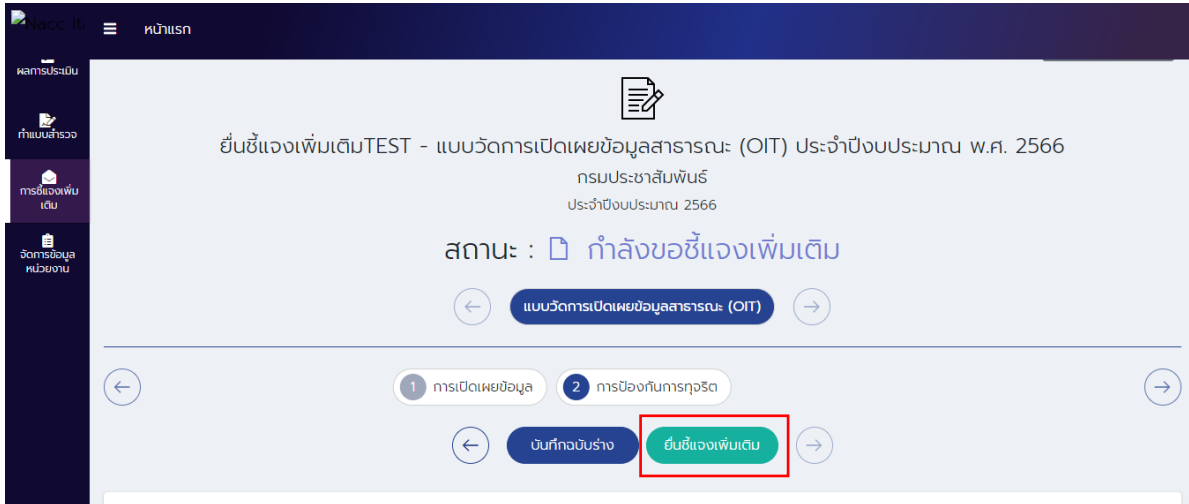 Nacc It
หน้าแรก
ผลการประเมิน
ทำแบบสำรวจ
การชี้แจงเพิ่ม
เติม
จัดการข้อมูล
หน่วยงาน
ยื่นชี้แจงเพิ่มเติมTEST - แบบวัดการเปิดเผยข้อมูลสาธารณะ (OIT) ประจำปีงบประมาณ พ.ศ. 2566
กรมประชาสัมพันธ์
ประจำปีงบประมาณ 2566
สถานะ : กำลังขอชี้แจงเพิ่มเติม
แบบวัดการเปิดเผยข้อมูลสาธารณะ (OIT)
1 การเปิดเผยข้อมูล 2 การป้องกันการทุจริต
บันทึกฉบับร่าง ยื่นชี้แจงเพิ่มเติม